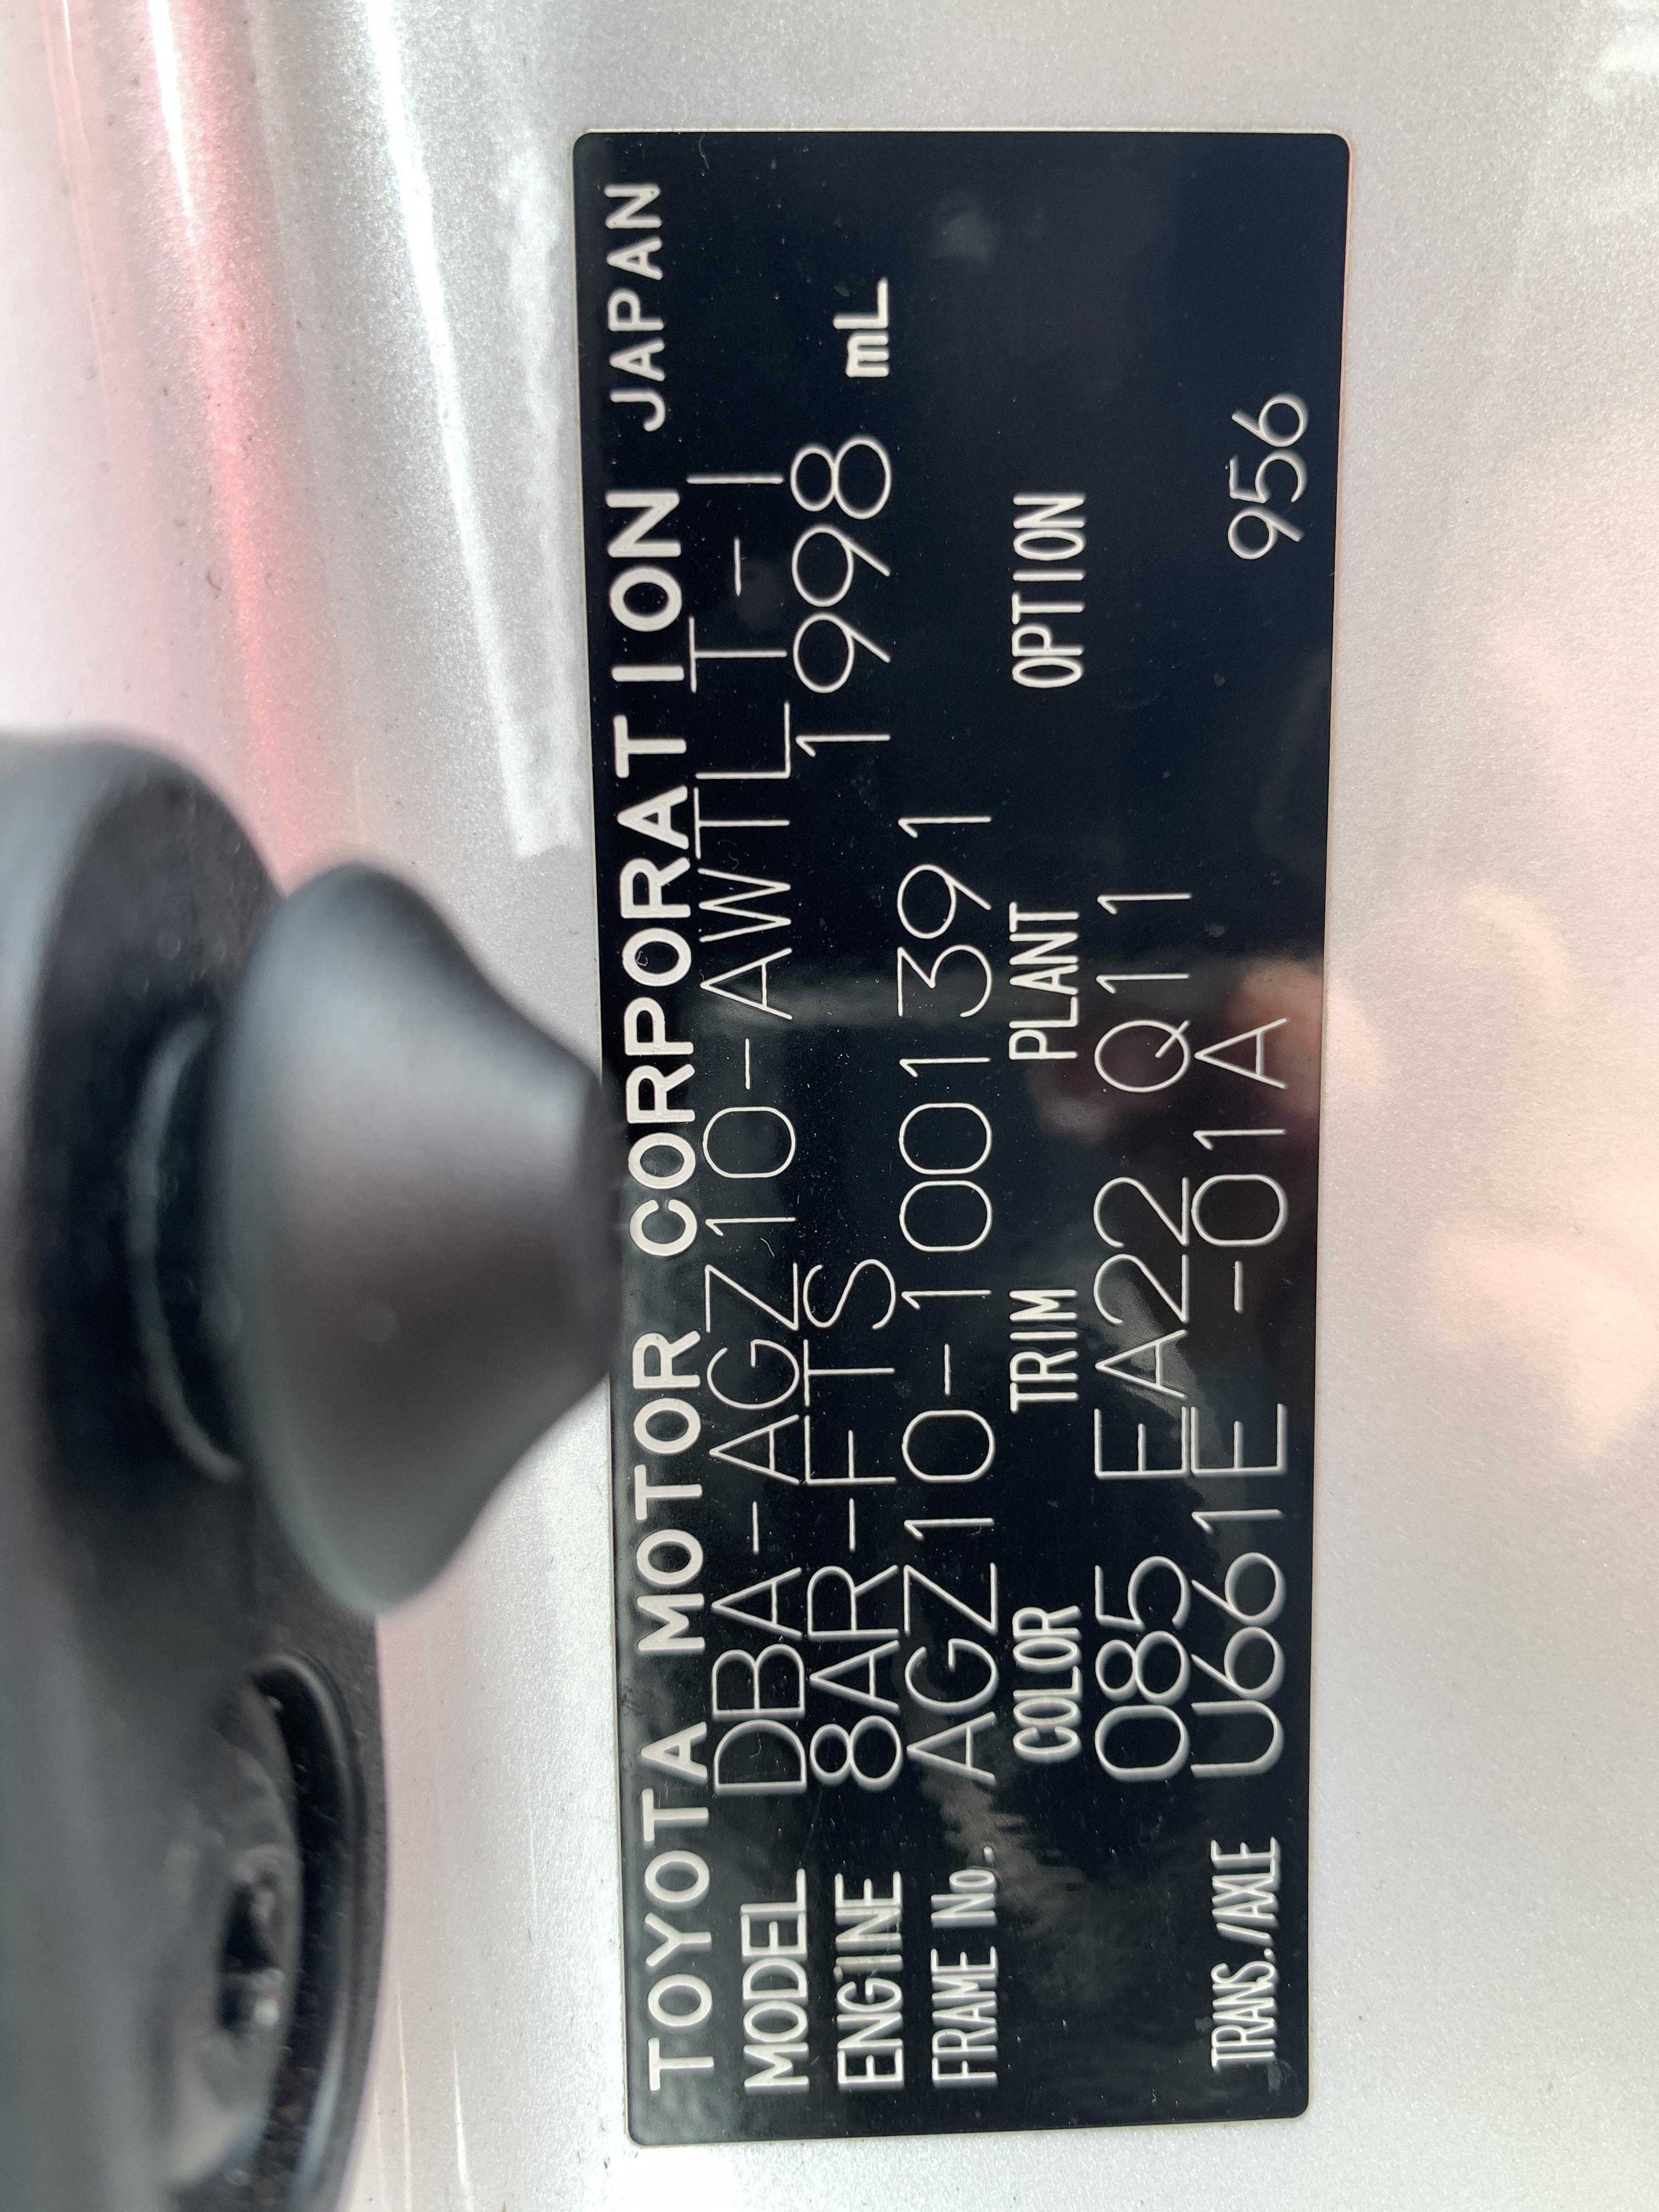 TOYOTA MOTOR CORPORATION JAPAN
MODEL DBA-AGZ10-AWTLT-I
ENGINE 8AR-FTS 1998 mL
FRAME No. AGZ10-1001391
COLOR TRIM PLANT OPTION
085 EA22 Q11
TRANS./AXLE U661E -01A 956